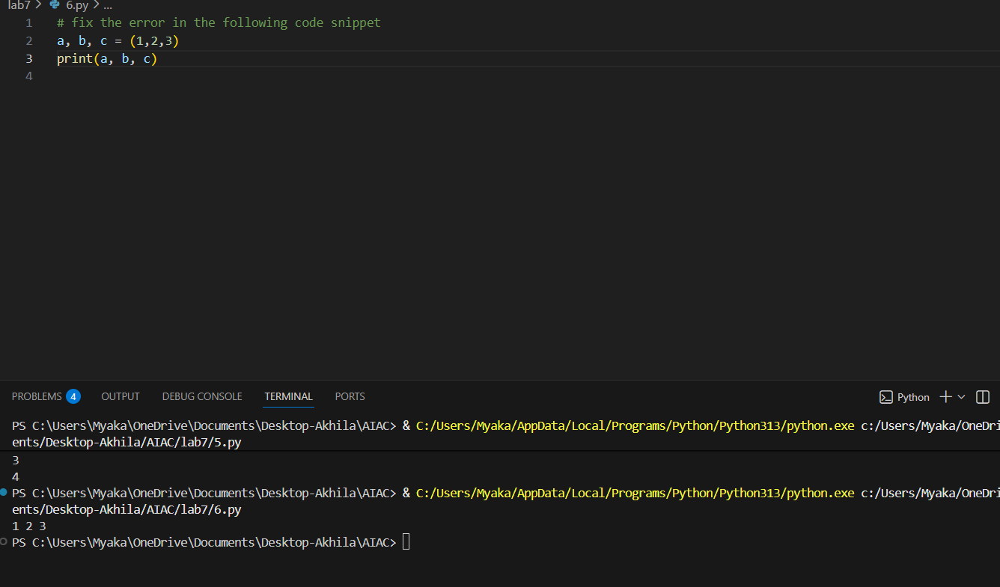 lab7 > 6.py > ...
1 # fix the error in the following code snippet
2 a, b, c = (1,2,3)
3 print(a, b, c)
4
PROBLEMS 4 OUTPUT DEBUG CONSOLE TERMINAL PORTS Python
PS C:\Users\Myaka\OneDrive\Documents\Desktop-Akhila\AIAC> & C:/Users/Myaka/AppData/Local/Programs/Python/Python313/python.exe c:/Users/Myaka/OneDri
ents/Desktop-Akhila/AIAC/lab7/5.py
3
4
PS C:\Users\Myaka\OneDrive\Documents\Desktop-Akhila\AIAC> & C:/Users/Myaka/AppData/Local/Programs/Python/Python313/python.exe c:/Users/Myaka/OneDri
ents/Desktop-Akhila/AIAC/lab7/6.py
1 2 3
PS C:\Users\Myaka\OneDrive\Documents\Desktop-Akhila\AIAC>